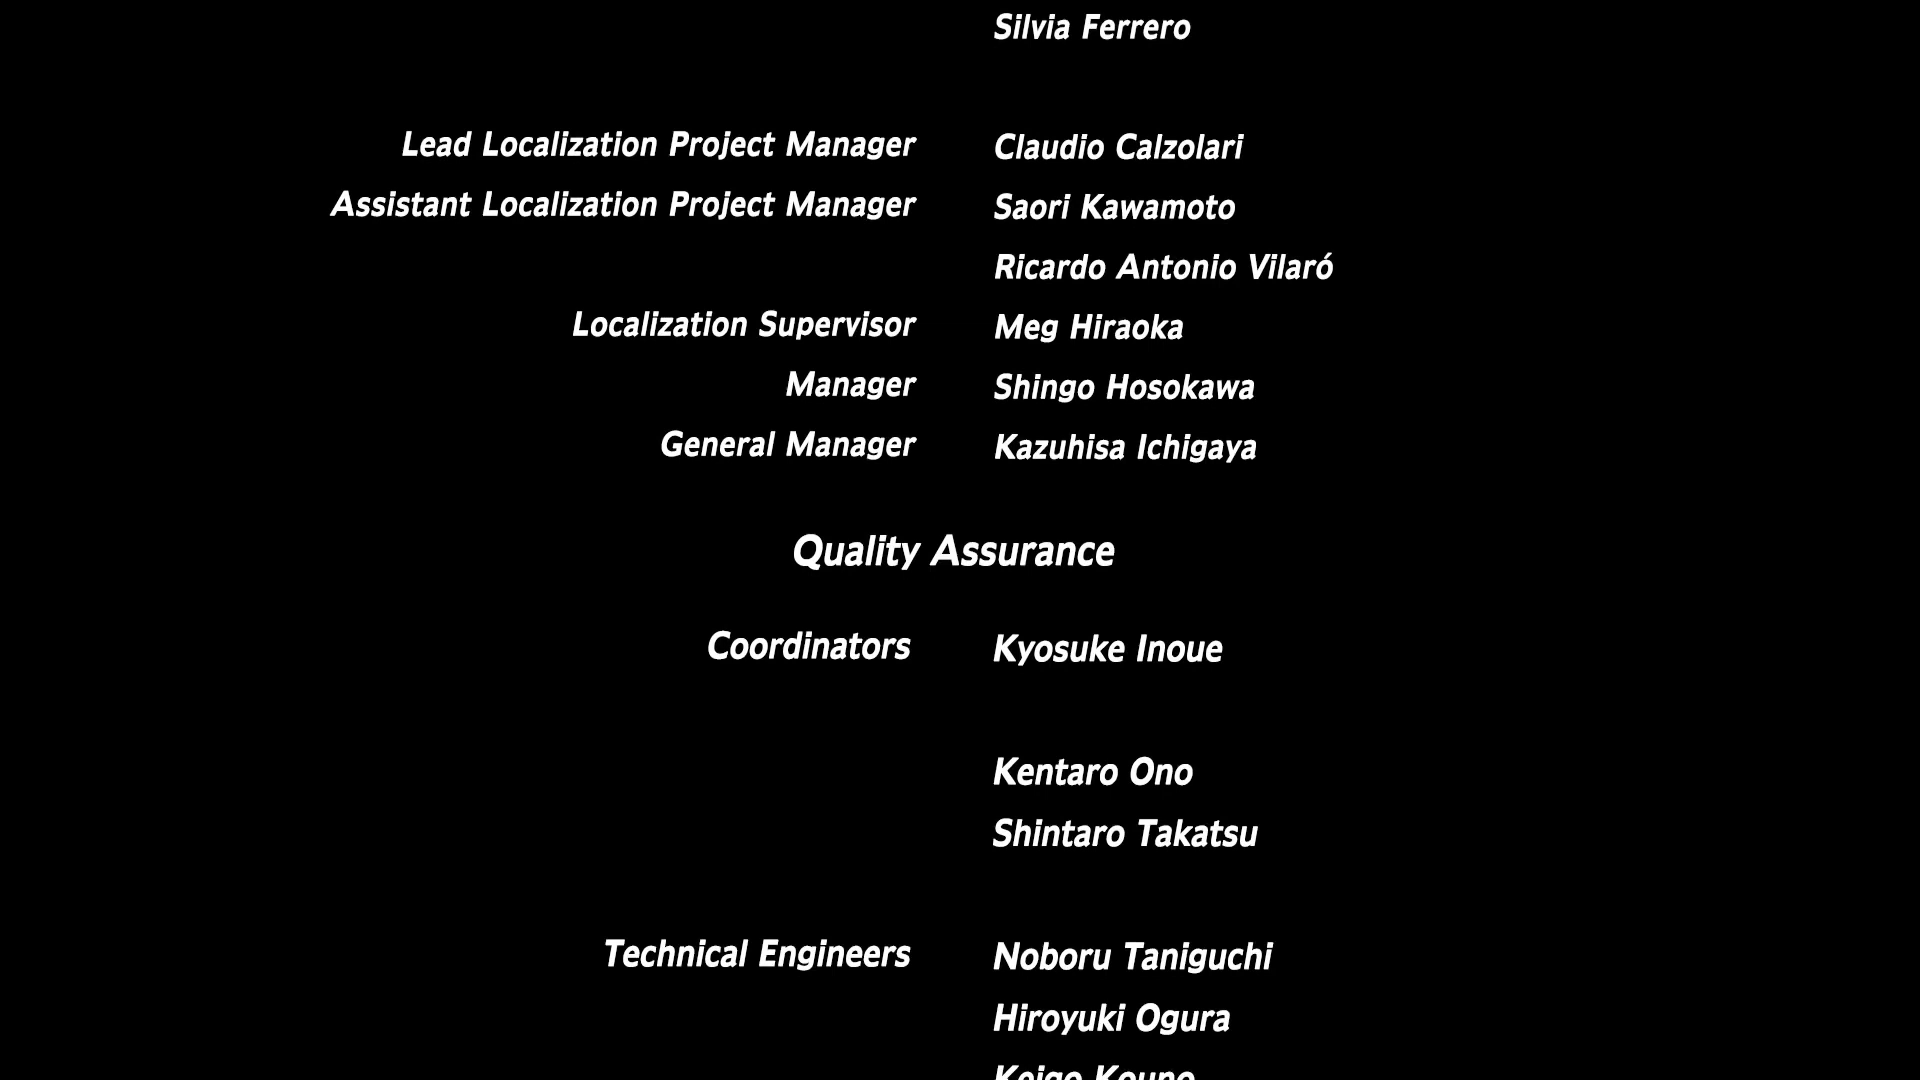 Silvia Ferrero
Lead Localization Project Manager Claudio Calzolari
Assistant Localization Project Manager Saori Kawamoto
Ricardo Antonio Vilaró
Localization Supervisor Meg Hiraoka
Manager Shingo Hosokawa
General Manager Kazuhisa Ichigaya
Quality Assurance
Coordinators Kyosuke Inoue
Kentaro Ono
Shintaro Takatsu
Technical Engineers Noboru Taniguchi
Hiroyuki Ogura
Keigo Kouno